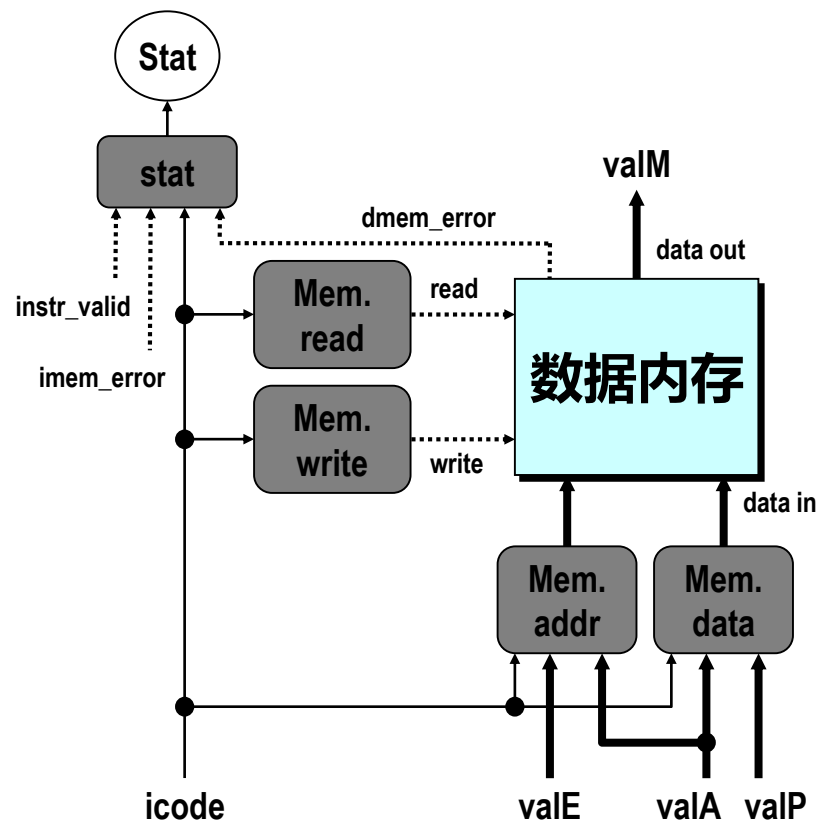 Stat
stat
valM
dmem_error
data out
instr_valid
Mem.
read
read
imem_error
数据内存
Mem.
write
write
data in
Mem.
addr
Mem.
data
icode
valE
valA
valP